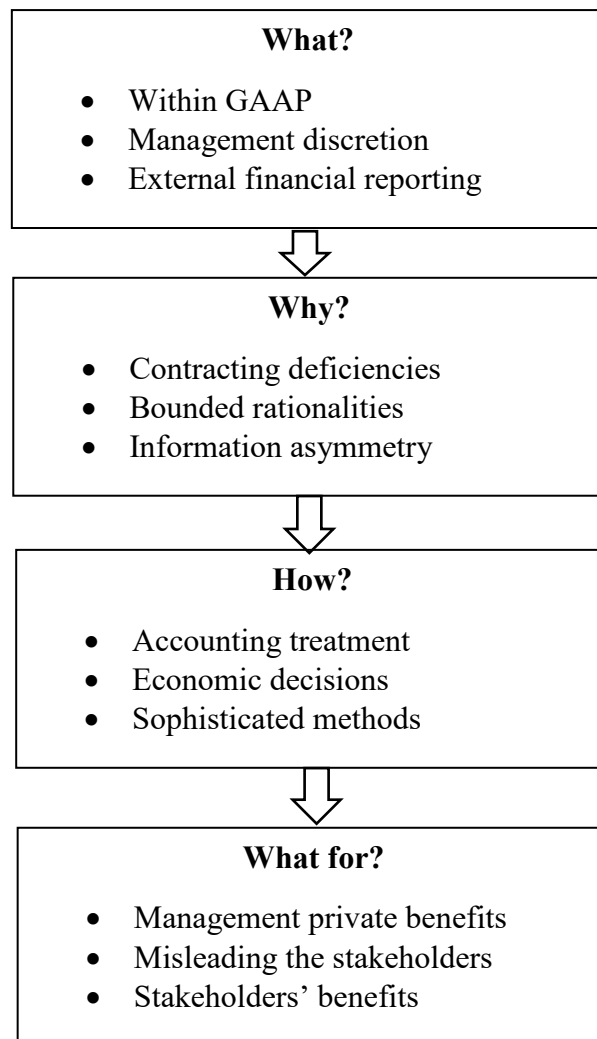 What?
• Within GAAP
• Management discretion
• External financial reporting
Why?
• Contracting deficiencies
• Bounded rationalities
• Information asymmetry
How?
• Accounting treatment
• Economic decisions
• Sophisticated methods
What for?
• Management private benefits
• Misleading the stakeholders
• Stakeholders’ benefits